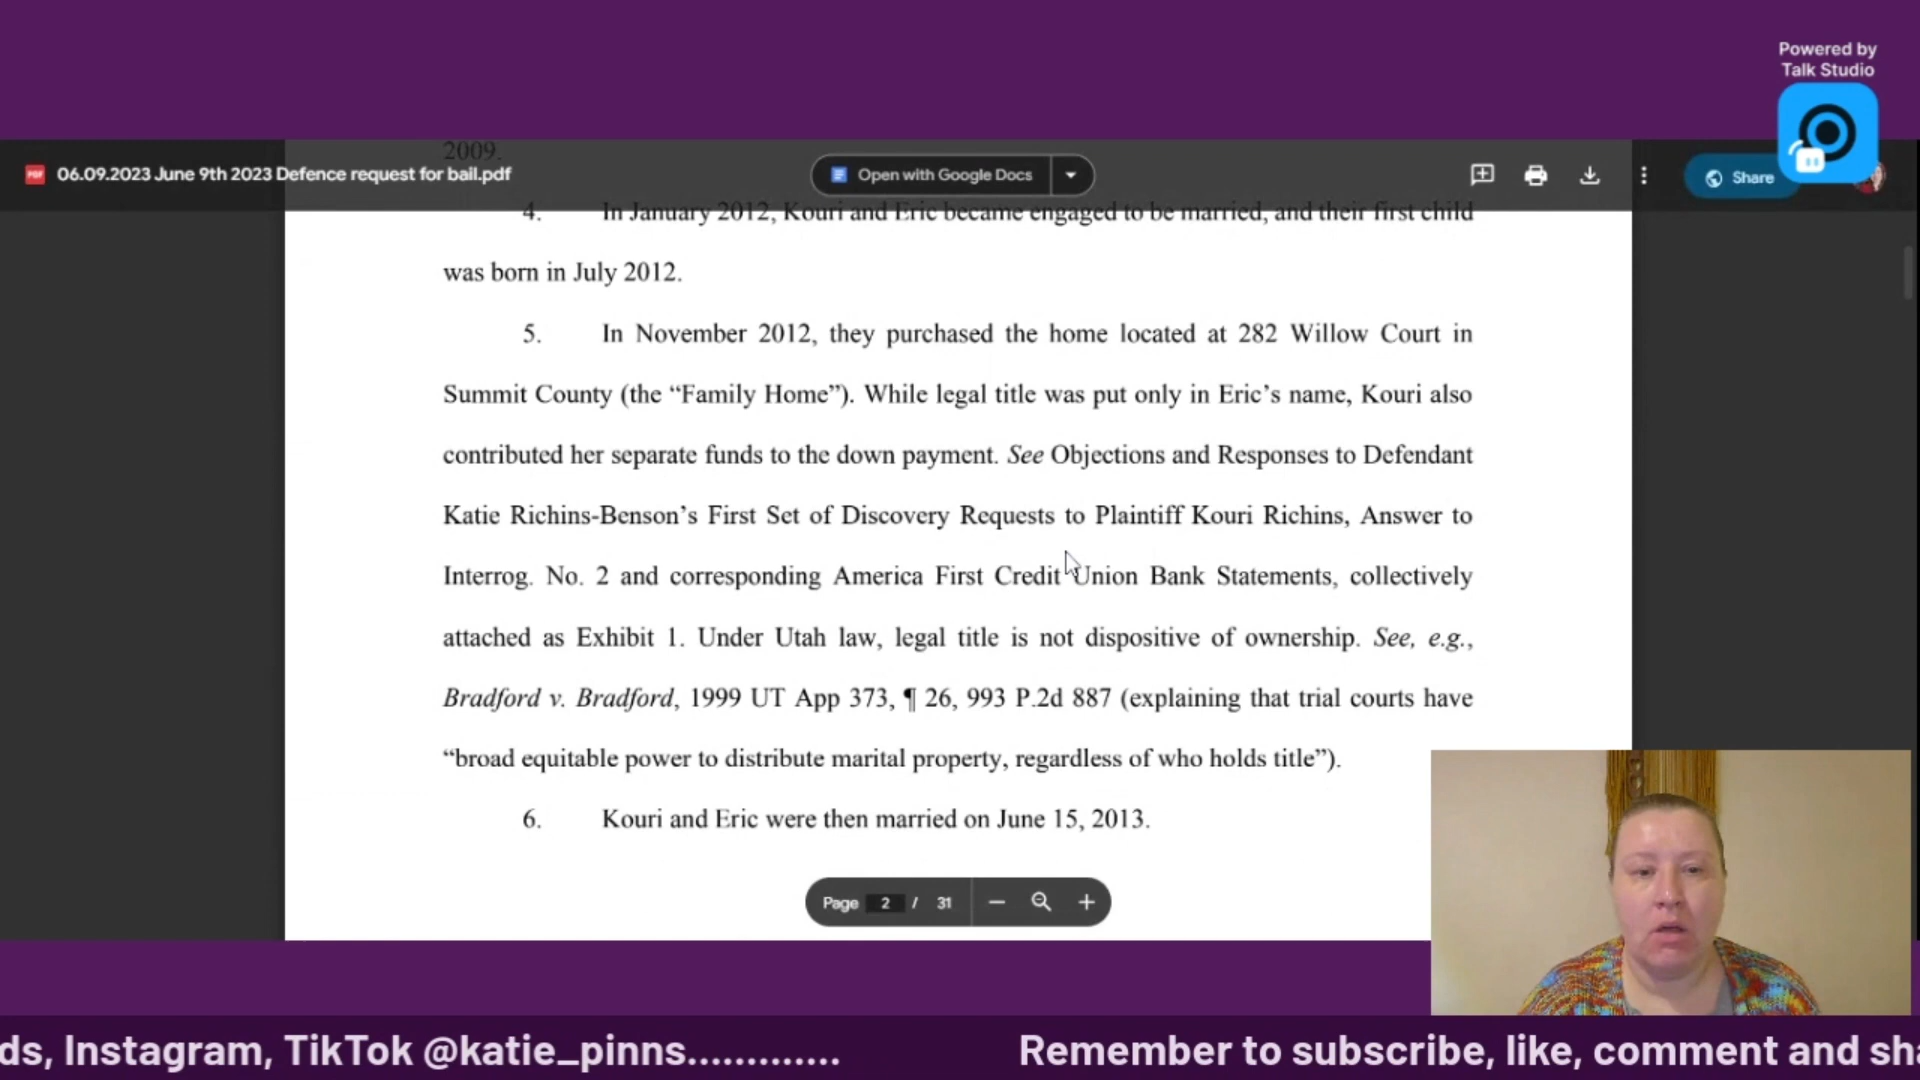 Powered by
Talk Studio
2009.
PDF 06.09.2023 June 9th 2023 Defence request for bail.pdf
Open with Google Docs
Share
4. In January 2012, Kouri and Eric became engaged to be married, and their first child
was born in July 2012.
5. In November 2012, they purchased the home located at 282 Willow Court in
Summit County (the “Family Home”). While legal title was put only in Eric’s name, Kouri also
contributed her separate funds to the down payment. See Objections and Responses to Defendant
Katie Richins-Benson’s First Set of Discovery Requests to Plaintiff Kouri Richins, Answer to
Interrog. No. 2 and corresponding America First Credit Union Bank Statements, collectively
attached as Exhibit 1. Under Utah law, legal title is not dispositive of ownership. See, e.g.,
Bradford v. Bradford, 1999 UT App 373, ¶ 26, 993 P.2d 887 (explaining that trial courts have
“broad equitable power to distribute marital property, regardless of who holds title”).
6. Kouri and Eric were then married on June 15, 2013.
Page 2 / 31
ds, Instagram, TikTok @katie_pinns............. Remember to subscribe, like, comment and sha